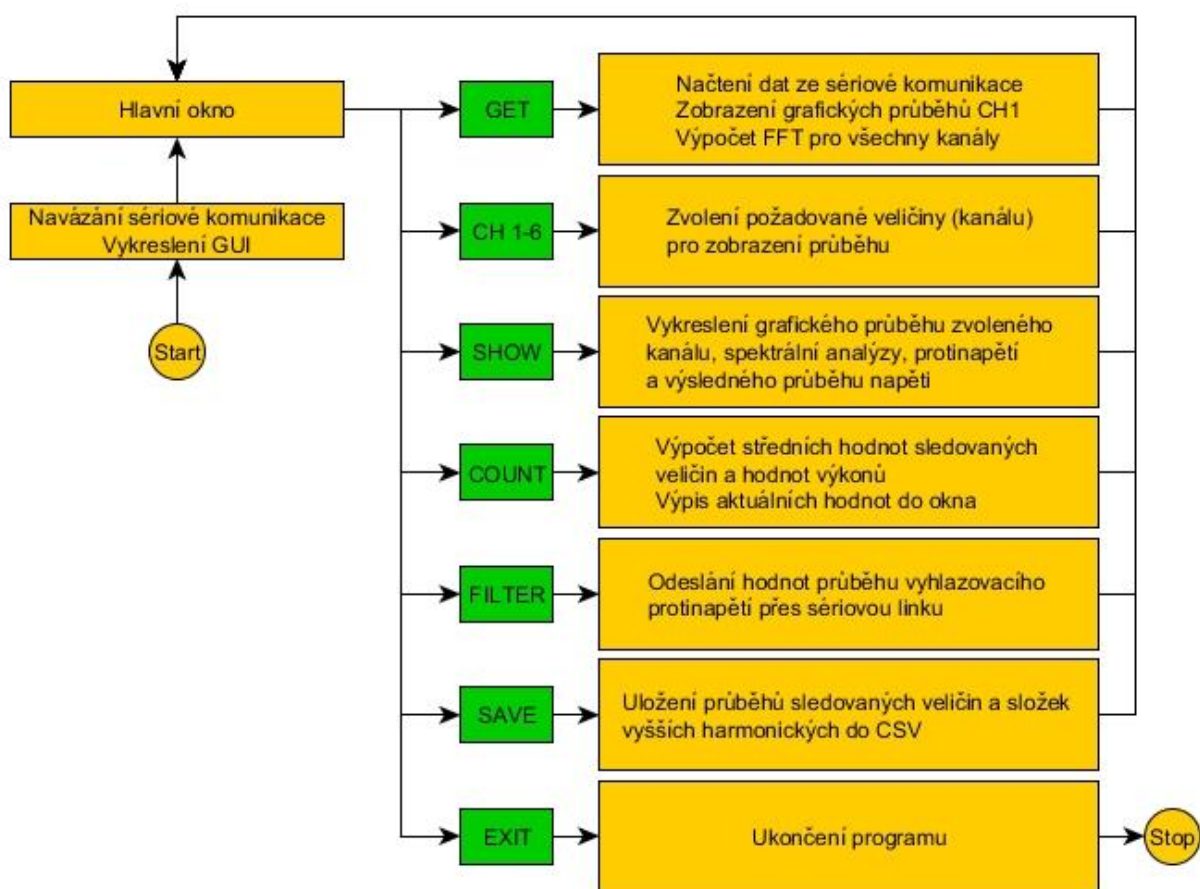 Hlavní okno
GET
Načtení dat ze sériové komunikace
Zobrazení grafických průběhů CH1
Výpočet FFT pro všechny kanály
Navázání sériové komunikace
Vykreslení GUI
CH 1-6
Zvolení požadované veličiny (kanálu)
pro zobrazení průběhu
Start
SHOW
Vykreslení grafického průběhu zvoleného
kanálu, spektrální analýzy, protinapětí
a výsledného průběhu napěti
COUNT
Výpočet středních hodnot sledovaných
veličin a hodnot výkonů
Výpis aktuálních hodnot do okna
FILTER
Odeslání hodnot průběhu vyhlazovacího
protinapětí přes sériovou linku
SAVE
Uložení průběhů sledovaných veličin a složek
vyšších harmonických do CSV
EXIT
Ukončení programu
Stop